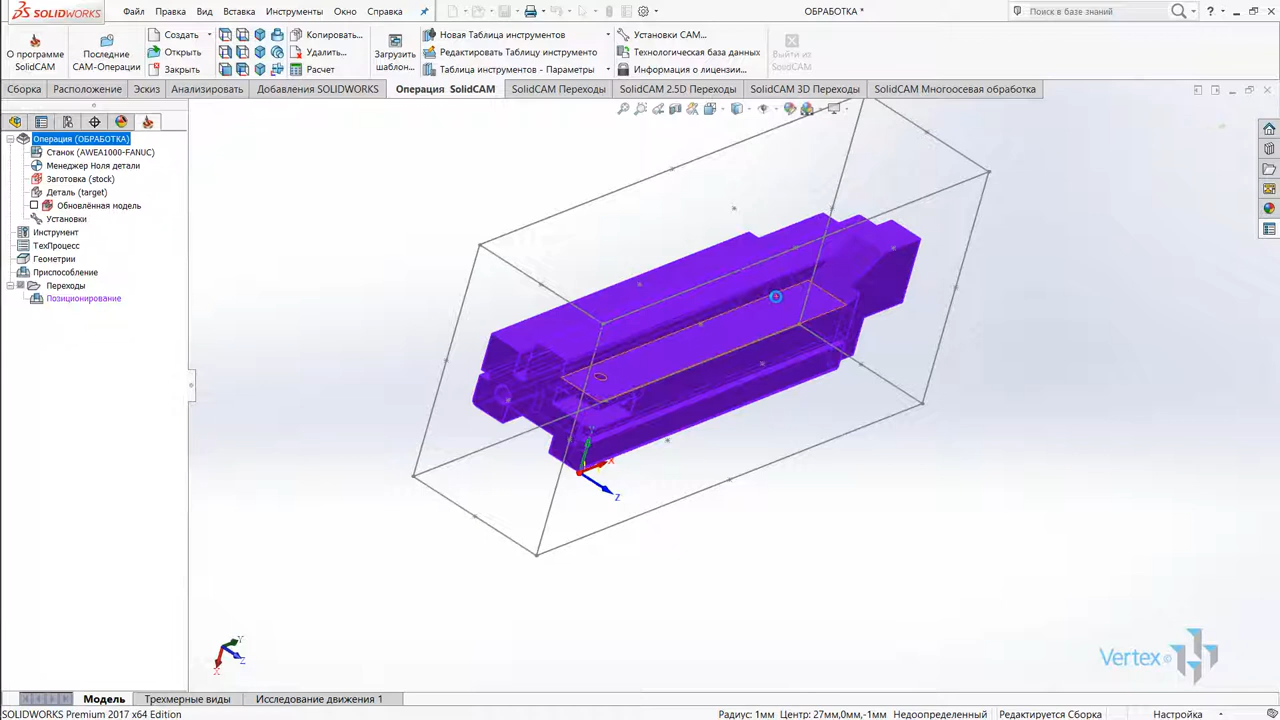 SOLIDWORKS
Файл Правка Вид Вставка Инструменты Окно Справка
ОБРАБОТКА *
Поиск в базе знаний
О программе SolidCAM
Последние CAM-Операции
Создать
Открыть
Закрыть
Копировать...
Удалить...
Расчет
Загрузить шаблон...
Новая Таблица инструментов
Редактировать Таблицу инструментов
Таблица инструментов - Параметры
Установки CAM...
Технологическая база данных
Информация о лицензии...
Выйти из SolidCAM
Сборка Расположение Эскиз Анализировать Добавления SOLIDWORKS Операция SolidCAM SolidCAM Переходы SolidCAM 2.5D Переходы SolidCAM 3D Переходы SolidCAM Многоосевая обработка
Операция (ОБРАБОТКА)
Станок (AWEA1000-FANUC)
Менеджер Ноля детали
Заготовка (stock)
Деталь (target)
Обновлённая модель
Установки
Инструмент
ТехПроцесс
Геометрии
Приспособление
Переходы
Позиционирование
Y
X
Z
Y
Z
X
Vertex
Модель Трехмерные виды Исследование движения 1
SOLIDWORKS Premium 2017 x64 Edition
Радиус: 1мм Центр: 27мм,0мм,-1мм Недоопределенный Редактируется Сборка Настройка